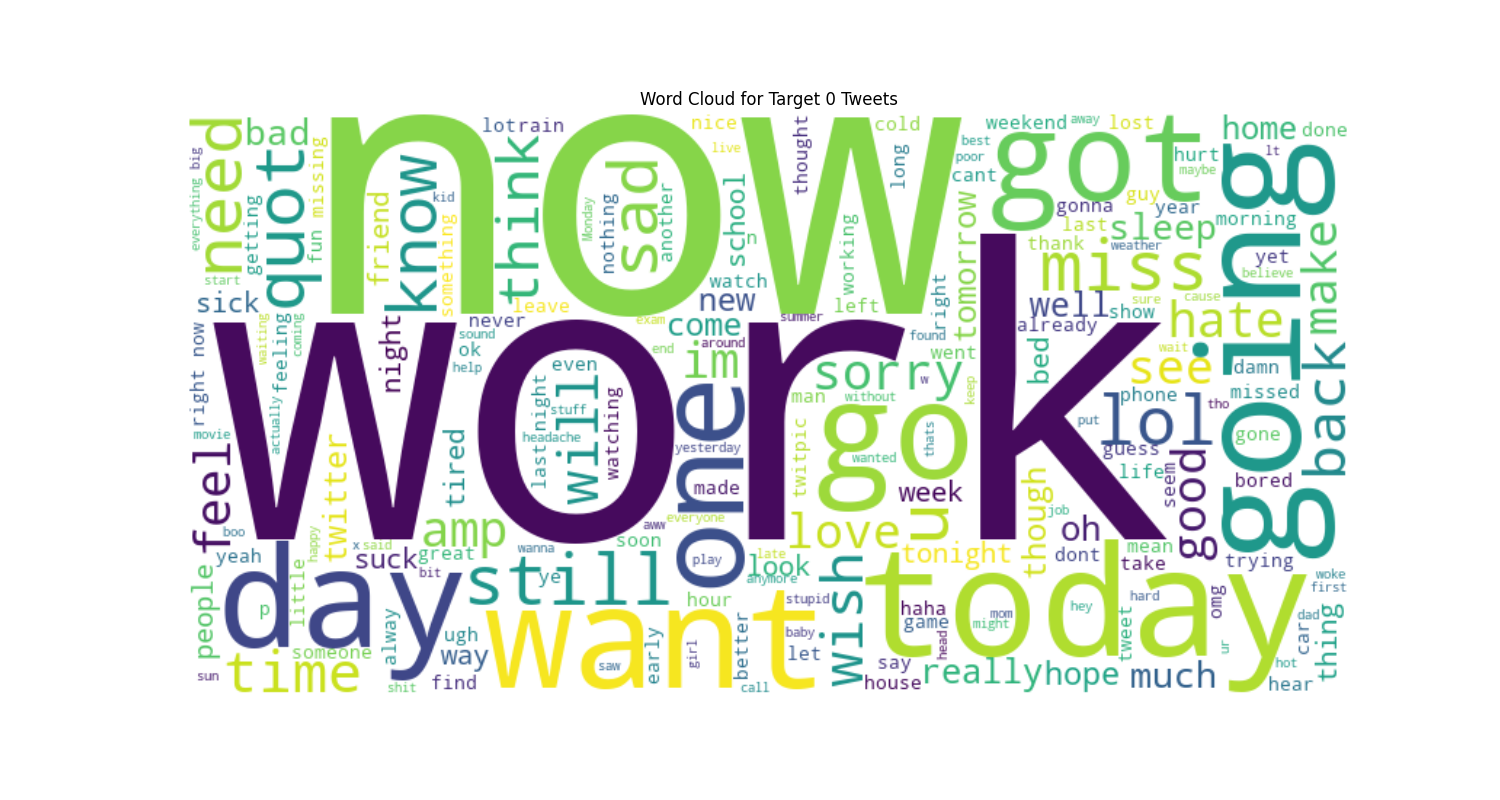 Word Cloud for Target 0 Tweets
now
work
got
going
day
want
today
need
quot
bad
know
think
sad
lot
rain
nice
cold
thought
long
live
weekend
away
lost
best
poor
cant
home
done
lt
hurt
maybe
guy
gonna
year
last
sleep
morning
thank
weather
miss
yet
believe
make
big
everything
getting
fun
missing
start
friend
kid
something
Monday
nothing
another
school
n
watch
working
tomorrow
sick
leave
new
left
right
well
show
sure
cause
already
hate
right now
waiting
feeling
coming
night
never
sound
ok
help
exam
come
summer
around
end
im
found
went
bed
wait
see
damn
missed
back
movie
actually
even
will
stuff
last night
headache
watching
sorry
w
keep
man
without
go
thats
wanted
phone
put
lol
tho
gone
guess
life
seem
bored
good
feel
twitter
tired
one
yesterday
made
twitpic
week
u
though
job
oh
amp
everyone
aww
love
boo
yeah
happy
x
said
suck
great
bit
wanna
soon
play
late
look
anymore
tonight
dont
mean
take
trying
people
p
little
still
ye
hour
stupid
wish
haha
game
mom
might
hey
hard
omg
woke
first
dad
car
thing
time
someone
alway
ugh
way
find
shit
sun
saw
early
girl
better
baby
let
call
say
head
house
really
hope
tweet
much
ur
hot
hear